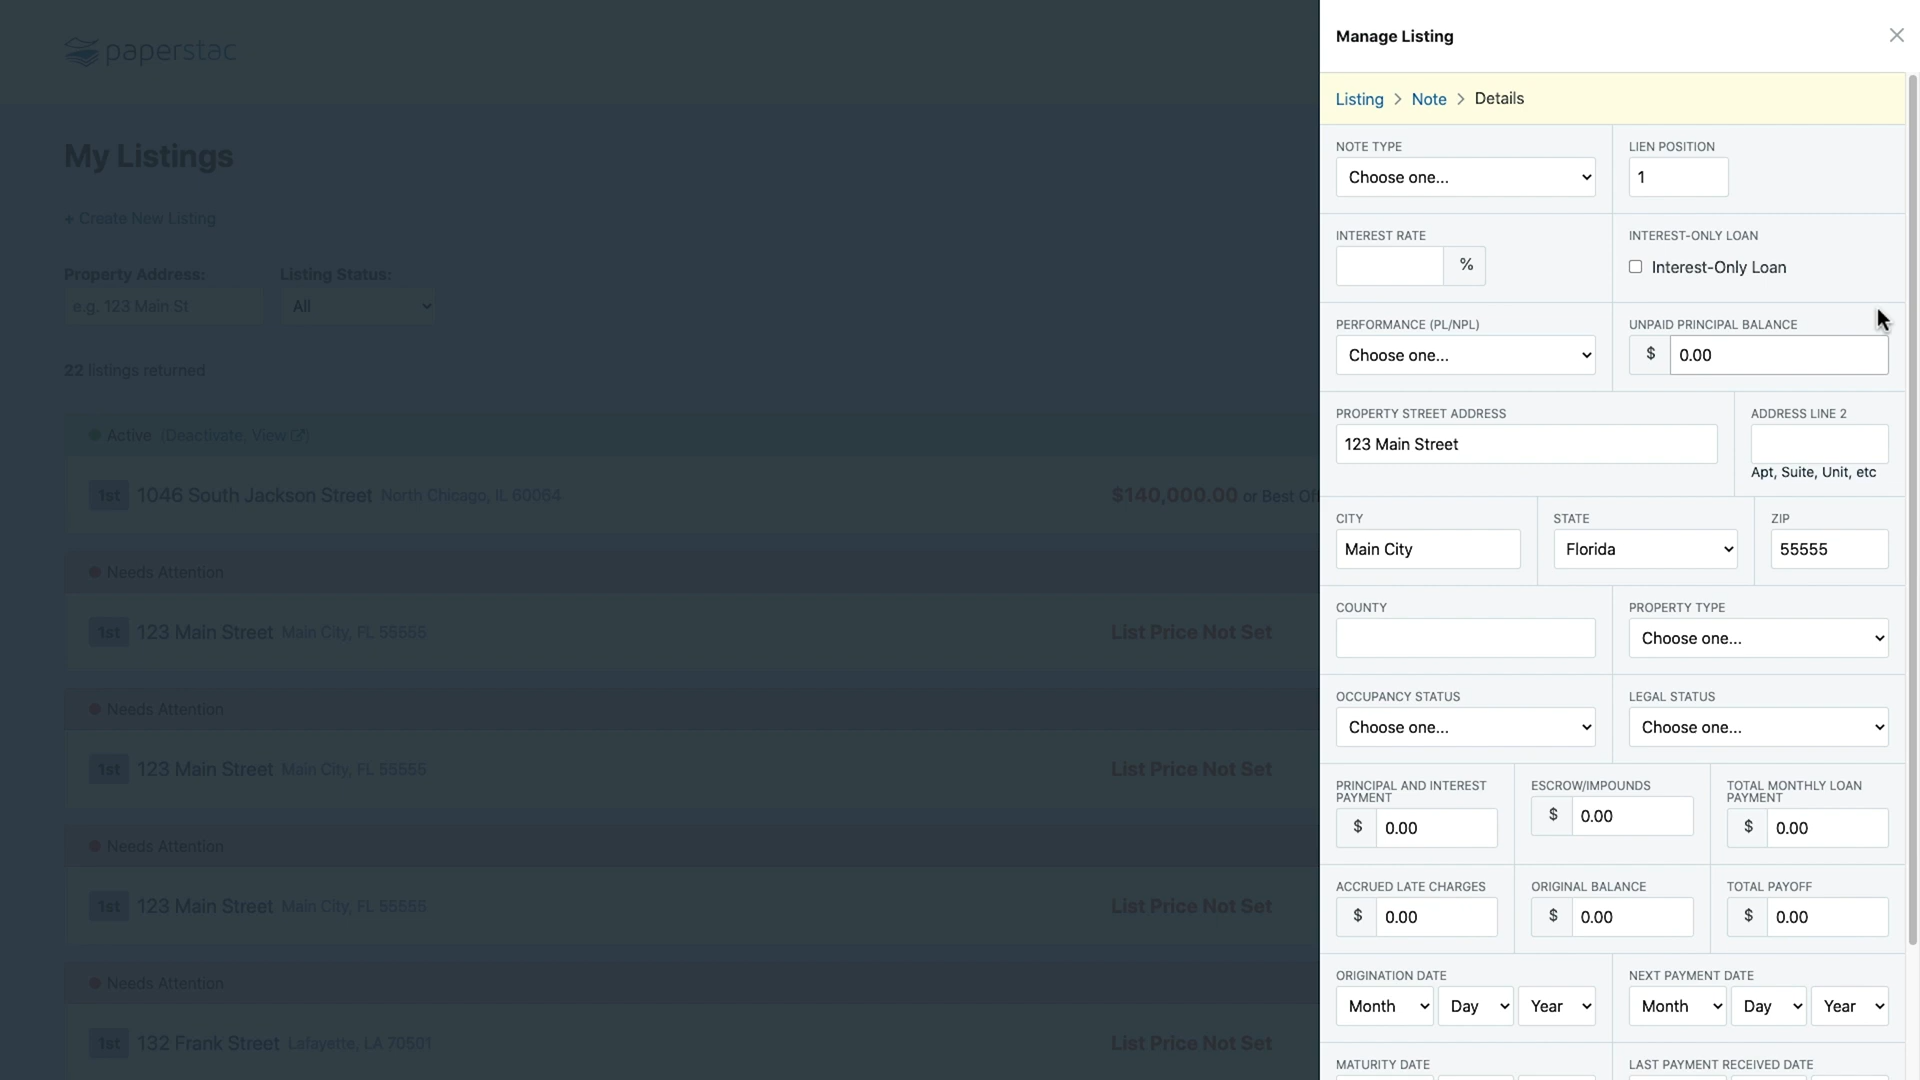 paperstac
My Listings
+ Create New Listing
Property Address:
Listing Status:
e.g. 123 Main St
All
22 listings returned
Active (Deactivate, View)
1st 1046 South Jackson Street North Chicago, IL 60064
$140,000.00 or Best Of
Needs Attention
1st 123 Main Street Main City, FL 55555
List Price Not Set
Needs Attention
1st 123 Main Street Main City, FL 55555
List Price Not Set
Needs Attention
1st 123 Main Street Main City, FL 55555
List Price Not Set
Needs Attention
1st 132 Frank Street Lafayette, LA 70501
List Price Not Set
Manage Listing
Listing > Note > Details
NOTE TYPE
Choose one...
LIEN POSITION
1
INTEREST RATE
%
INTEREST-ONLY LOAN
Interest-Only Loan
PERFORMANCE (PL/NPL)
Choose one...
UNPAID PRINCIPAL BALANCE
$ 0.00
PROPERTY STREET ADDRESS
123 Main Street
ADDRESS LINE 2
Apt, Suite, Unit, etc
CITY
Main City
STATE
Florida
ZIP
55555
COUNTY
PROPERTY TYPE
Choose one...
OCCUPANCY STATUS
Choose one...
LEGAL STATUS
Choose one...
PRINCIPAL AND INTEREST
PAYMENT
$ 0.00
ESCROW/IMPOUNDS
$ 0.00
TOTAL MONTHLY LOAN
PAYMENT
$ 0.00
ACCRUED LATE CHARGES
$ 0.00
ORIGINAL BALANCE
$ 0.00
TOTAL PAYOFF
$ 0.00
ORIGINATION DATE
Month Day Year
NEXT PAYMENT DATE
Month Day Year
MATURITY DATE
LAST PAYMENT RECEIVED DATE